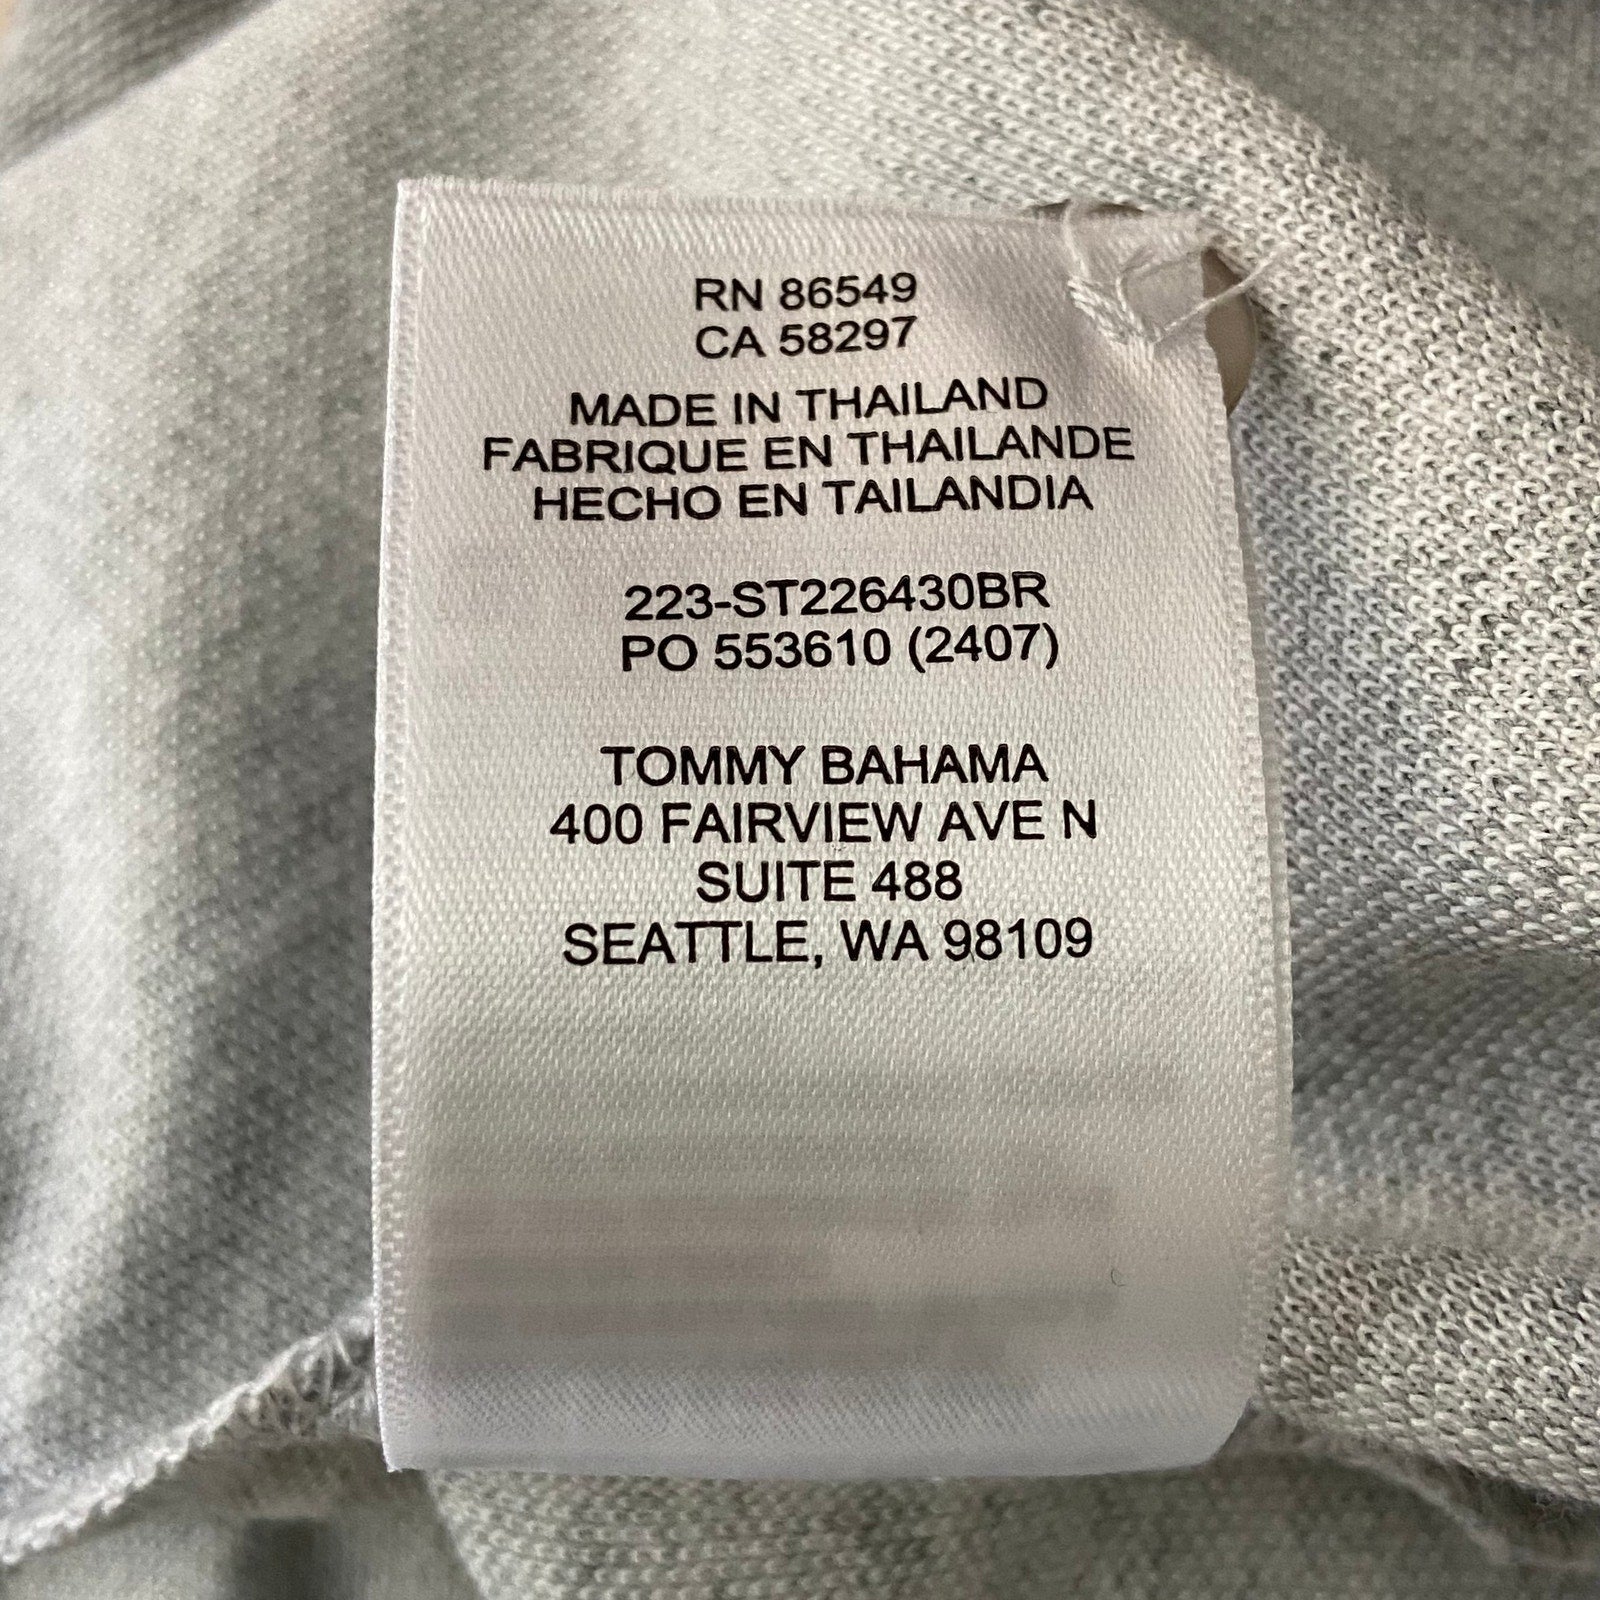 RN 86549
CA 58297
MADE IN THAILAND
FABRIQUE EN THAILANDE
HECHO EN TAILANDIA
223-ST226430BR
PO 553610 (2407)
TOMMY BAHAMA
400 FAIRVIEW AVE N
SUITE 488
SEATTLE, WA 98109